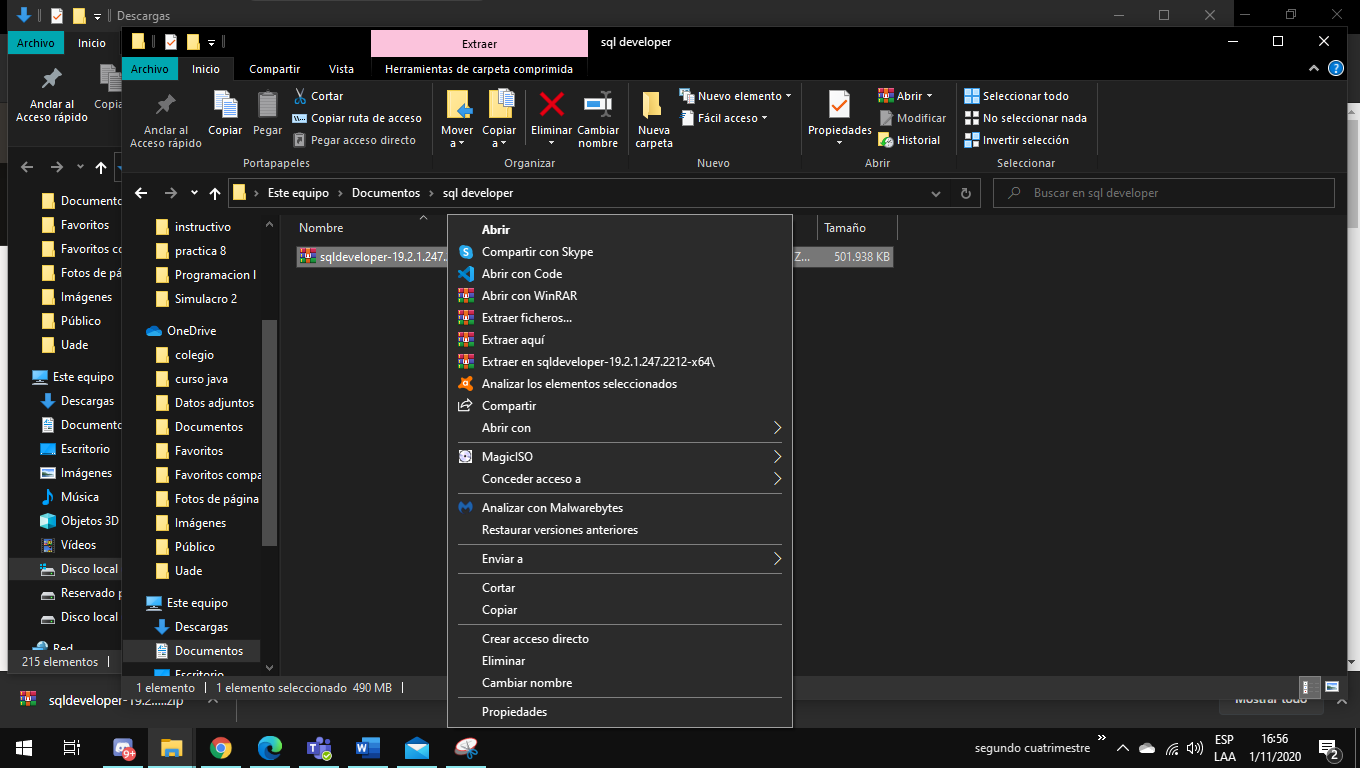 Descargas
Archivo
Inicio
Anclar al
Acceso rápido
Documento
Favoritos
Favoritos co
Fotos de pá
Imágenes
Público
Uade
Este equipo
Descargas
Documento
Escritorio
Imágenes
Música
Objetos 3D
Vídeos
Disco local
Reservado p
Disco local
Red
215 elementos
Extraer
sql developer
Archivo
Inicio
Compartir
Vista
Herramientas de carpeta comprimida
Anclar al
Acceso rápido
Copiar
Pegar
Cortar
Copiar ruta de acceso
Pegar acceso directo
Portapapeles
Mover
a
Copiar
a
Eliminar
Cambiar
nombre
Organizar
Nueva
carpeta
Nuevo elemento
Fácil acceso
Nuevo
Propiedades
Abrir
Modificar
Historial
Abrir
Seleccionar todo
No seleccionar nada
Invertir selección
Seleccionar
Este equipo > Documentos > sql developer
Buscar en sql developer
instructivo
practica 8
Programacion I
Simulacro 2
OneDrive
colegio
curso java
Datos adjuntos
Documentos
Favoritos
Favoritos compa
Fotos de página
Imágenes
Público
Uade
Este equipo
Descargas
Documentos
Escritorio
Nombre
Tamaño
sqldeveloper-19.2.1.247.
Z...
501.938 KB
Abrir
Compartir con Skype
Abrir con Code
Abrir con WinRAR
Extraer ficheros...
Extraer aquí
Extraer en sqldeveloper-19.2.1.247.2212-x64\
Analizar los elementos seleccionados
Compartir
Abrir con
MagicISO
Conceder acceso a
Analizar con Malwarebytes
Restaurar versiones anteriores
Enviar a
Cortar
Copiar
Crear acceso directo
Eliminar
Cambiar nombre
Propiedades
1 elemento
1 elemento seleccionado 490 MB
sqldeveloper-19.2.....zip
Mostrar todo
9+
segundo cuatrimestre
ESP
LAA
16:56
1/11/2020
2